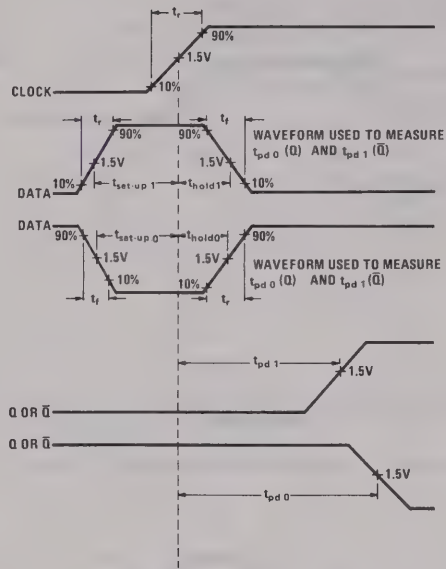 t_r
90%
1.5V
10%
CLOCK
t_r
90%
90%
t_f
WAVEFORM USED TO MEASURE
t_pd 0 (Q) AND t_pd 1 (Q̅)
1.5V
1.5V
10%
t_set-up 1
t_hold1
10%
DATA
DATA
90%
t_set-up 0
t_hold0
90%
1.5V
1.5V
WAVEFORM USED TO MEASURE
t_pd 0 (Q) AND t_pd 1 (Q̅)
10%
10%
t_f
t_r
t_pd 1
1.5V
Q OR Q̅
Q OR Q̅
1.5V
t_pd 0